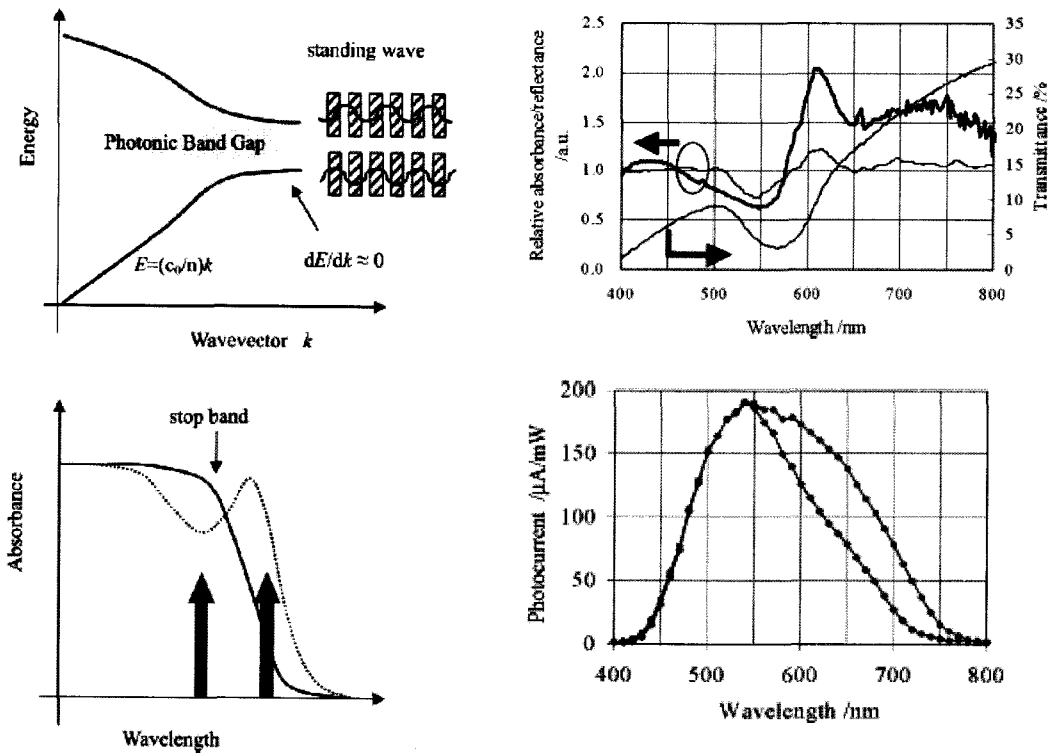 Energy
standing wave
Photonic Band Gap
E=(c₀/n)k
dE/dk ≈ 0
Wavevector k
Relative absorbance/reflectance
/a.u.
2.5
2.0
1.5
1.0
0.5
0.0
35
30
25
20
15
10
5
0
Transmittance /%
400 500 600 700 800
Wavelength /nm
Absorbance
stop band
Wavelength
Photocurrent /μA/mW
200
150
100
50
0
400 500 600 700 800
Wavelength /nm